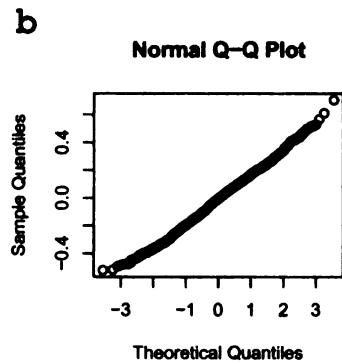 b
Normal Q−Q Plot
Sample Quantiles
0.4
0.0
−0.4
−3 −1 0 1 2 3
Theoretical Quantiles